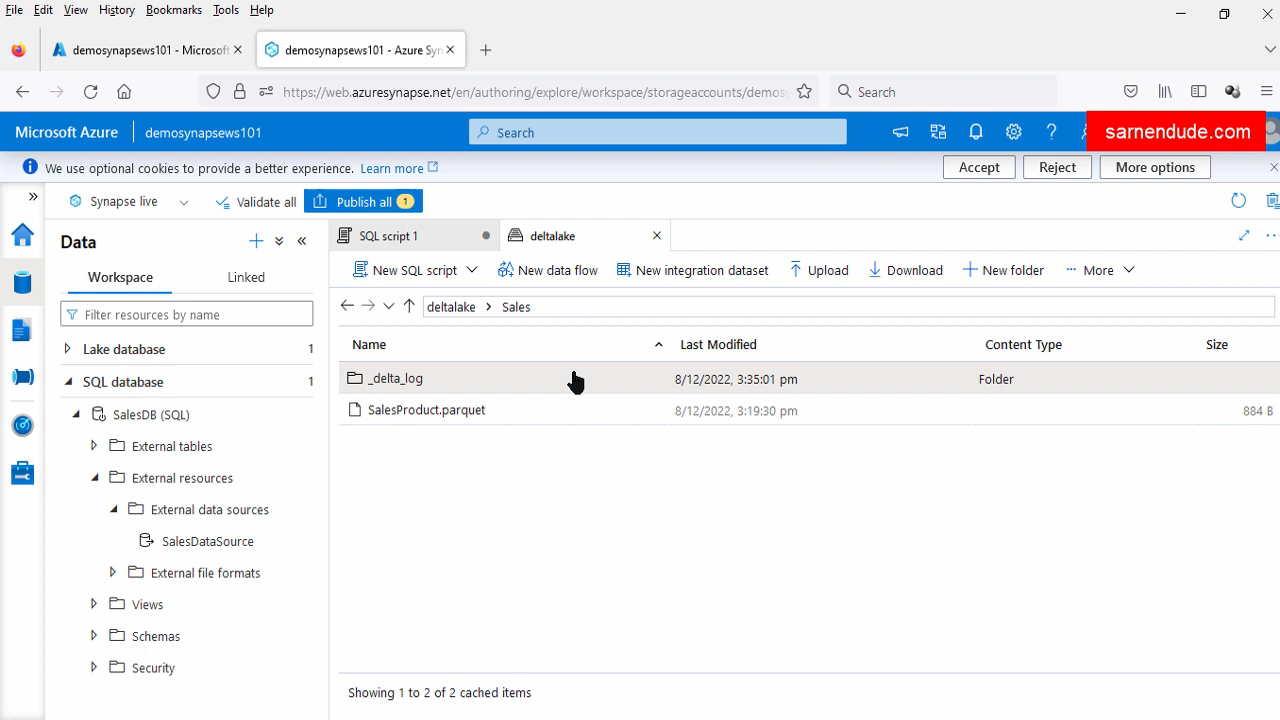 File Edit View History Bookmarks Tools Help
demosynapsews101 - Microsoft
demosynapsews101 - Azure Syn
https://web.azuresynapse.net/en/authoring/explore/workspace/storageaccounts/demos
Search
Microsoft Azure
demosynapsews101
Search
sarnendude.com
We use optional cookies to provide a better experience. Learn more
Accept
Reject
More options
Synapse live
Validate all
Publish all 1
Data
SQL script 1
deltalake
Workspace
Linked
New SQL script
New data flow
New integration dataset
Upload
Download
New folder
More
Filter resources by name
deltalake > Sales
Lake database 1
SQL database 1
SalesDB (SQL)
External tables
External resources
External data sources
SalesDataSource
External file formats
Views
Schemas
Security
Name Last Modified Content Type Size
_delta_log 8/12/2022, 3:35:01 pm Folder
SalesProduct.parquet 8/12/2022, 3:19:30 pm 884 B
Showing 1 to 2 of 2 cached items